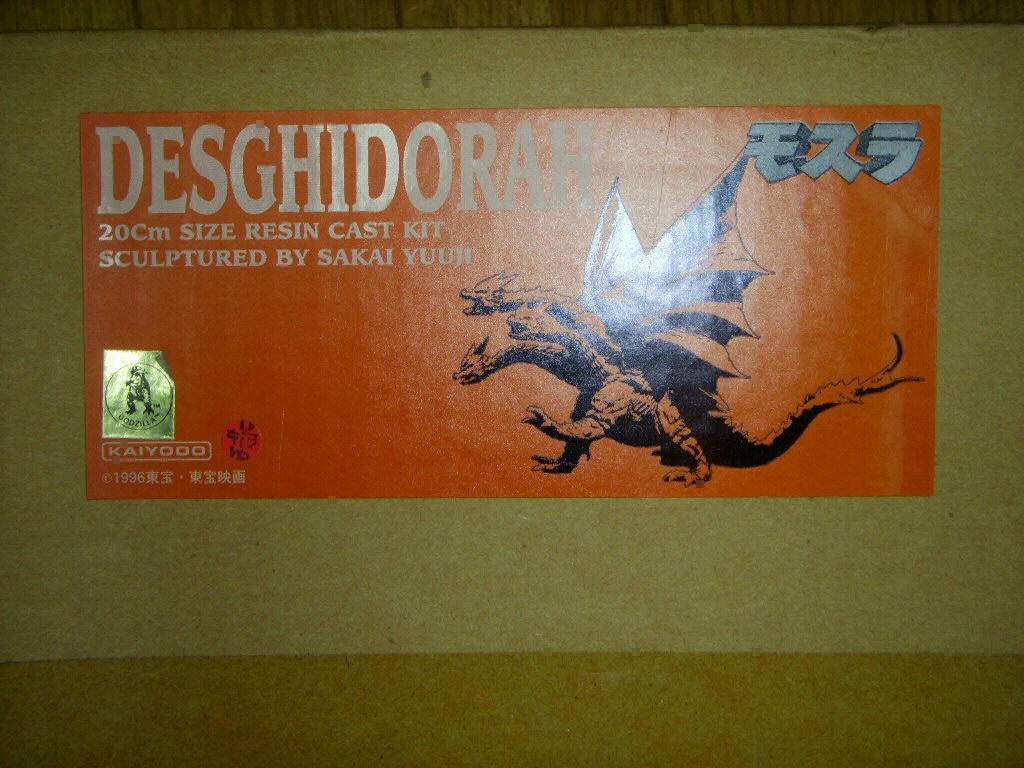 DESGHIDORAH
モスラ
20Cm SIZE RESIN CAST KIT
SCULPTURED BY SAKAI YUUJI
GODZILLA
KAIYODO
©1996東宝・東宝映画